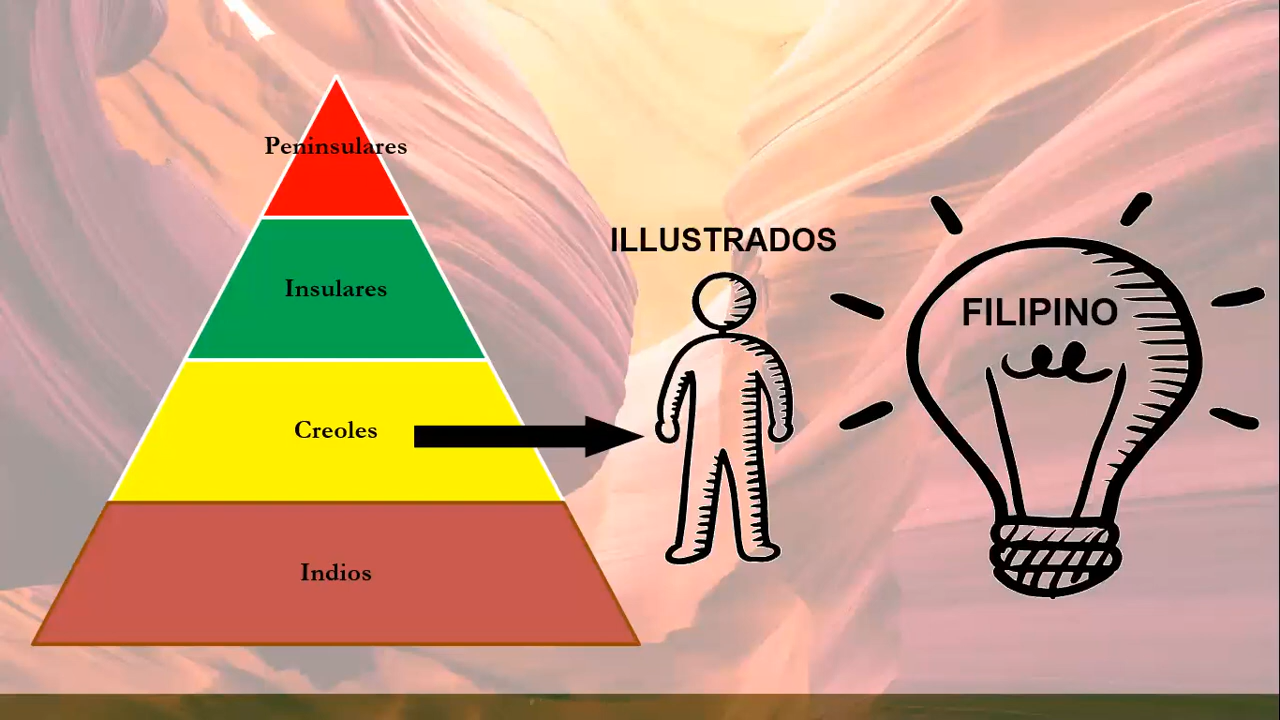 Peninsulares
Insulares
Creoles
Indios
ILLUSTRADOS
FILIPINO